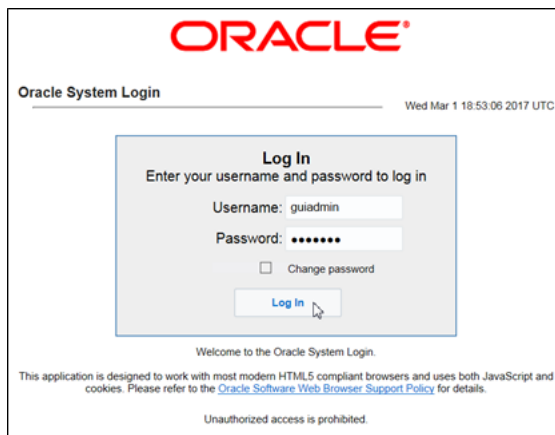 ORACLE®
Oracle System Login
Wed Mar 1 18:53:06 2017 UTC
Log In
Enter your username and password to log in
Username: guiadmin
Password: •••••••
Change password
Log In
Welcome to the Oracle System Login.
This application is designed to work with most modern HTML5 compliant browsers and uses both JavaScript and
cookies. Please refer to the Oracle Software Web Browser Support Policy for details.
Unauthorized access is prohibited.